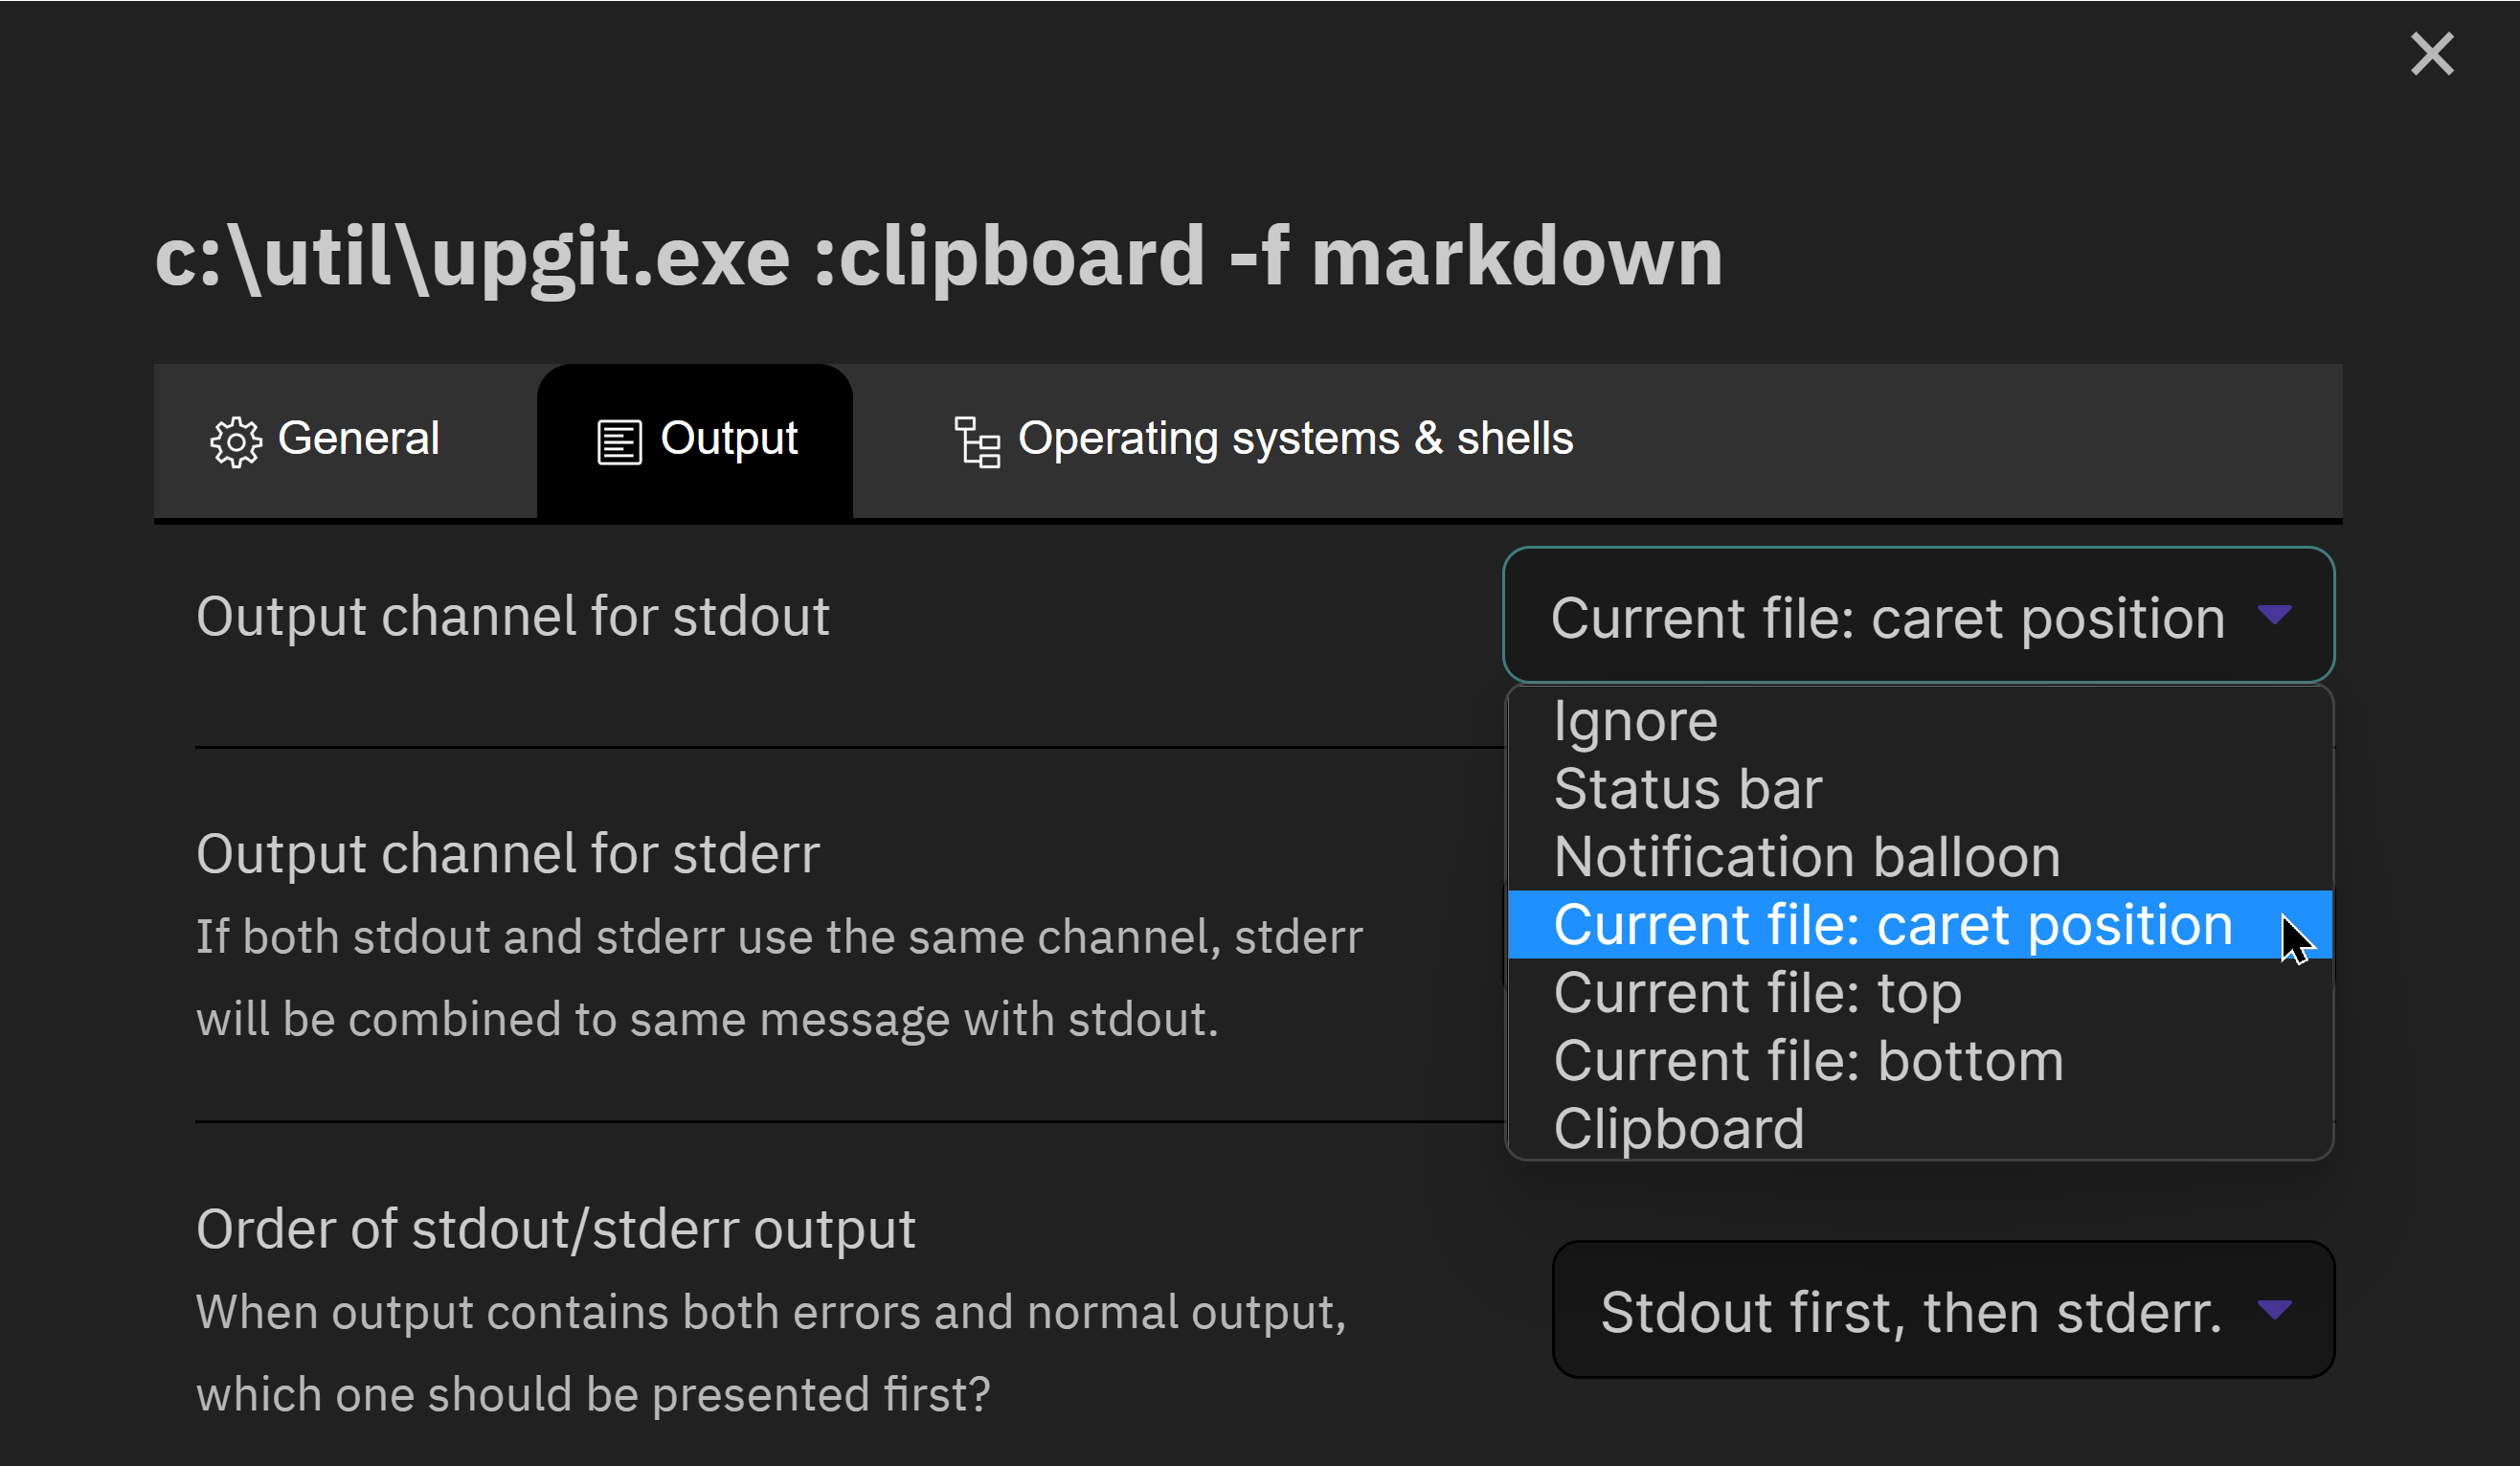 c:\util\upgit.exe :clipboard -f markdown
General
Output
Operating systems & shells
Output channel for stdout
Current file: caret position
Ignore
Status bar
Notification balloon
Current file: caret position
Current file: top
Current file: bottom
Clipboard
Output channel for stderr
If both stdout and stderr use the same channel, stderr
will be combined to same message with stdout.
Order of stdout/stderr output
When output contains both errors and normal output,
which one should be presented first?
Stdout first, then stderr.